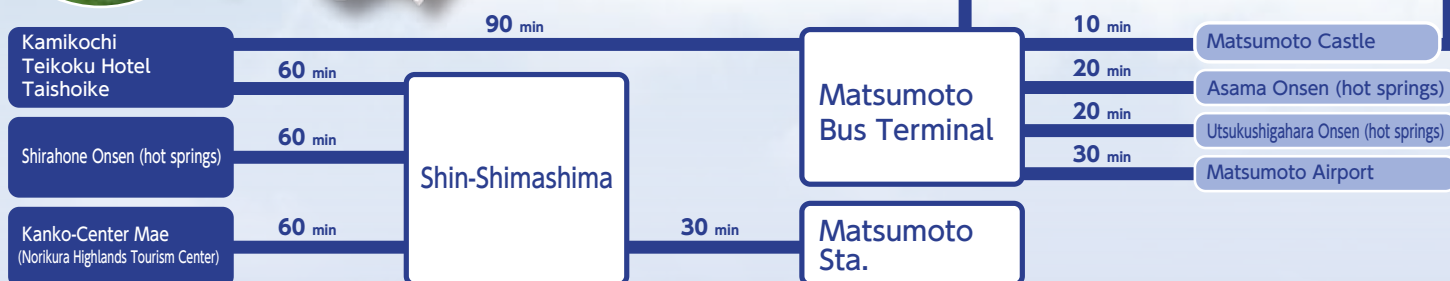 90 min
10 min
Kamikochi
Teikoku Hotel
Taishoike
60 min
Matsumoto
Bus Terminal
Matsumoto Castle
20 min
Asama Onsen (hot springs)
20 min
Utsukushigahara Onsen (hot springs)
30 min
Matsumoto Airport
Shirahone Onsen (hot springs)
60 min
Shin-Shimashima
Kanko-Center Mae
(Norikura Highlands Tourism Center)
60 min
30 min
Matsumoto
Sta.